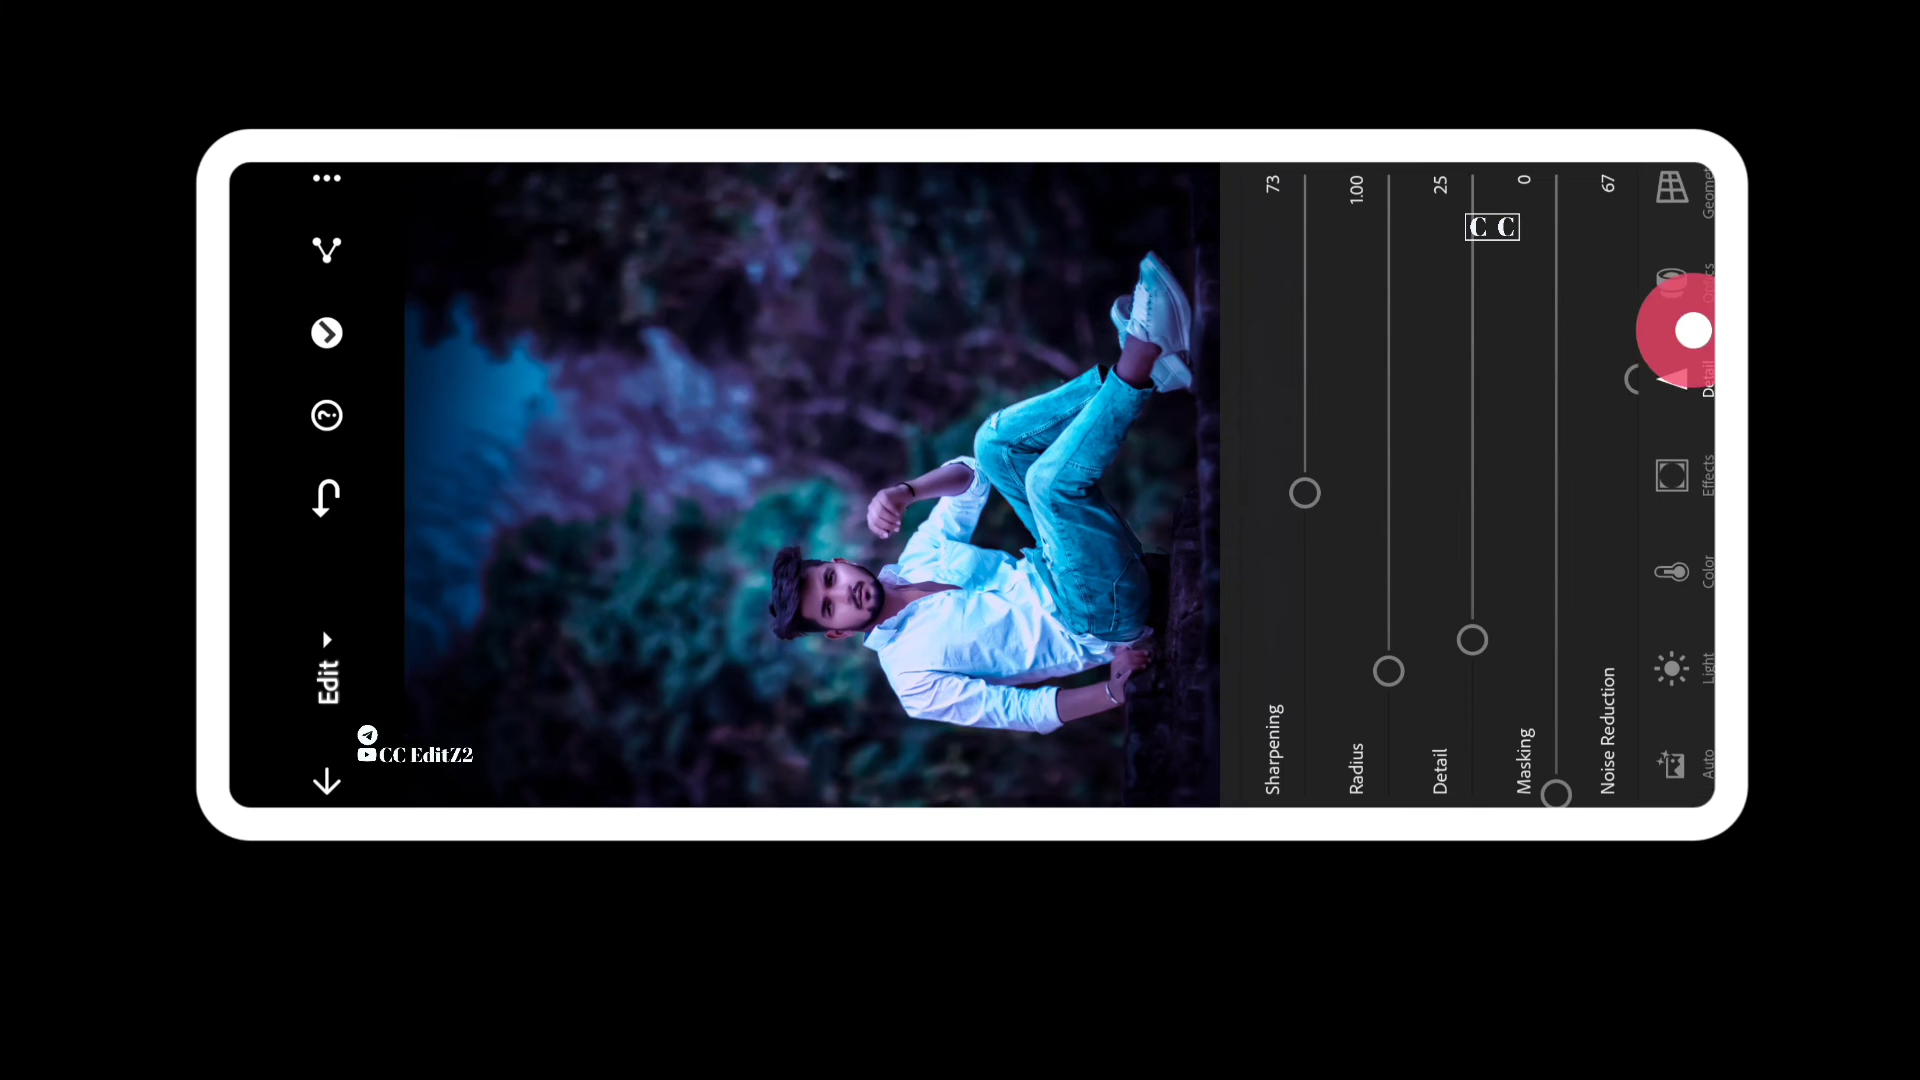 Edit
CC EditZ2
Sharpening 73
Radius 1.00
Detail 25
C C
Masking 0
Noise Reduction 67
Auto
Light
Color
Effects
Detail
Optics
Geomet